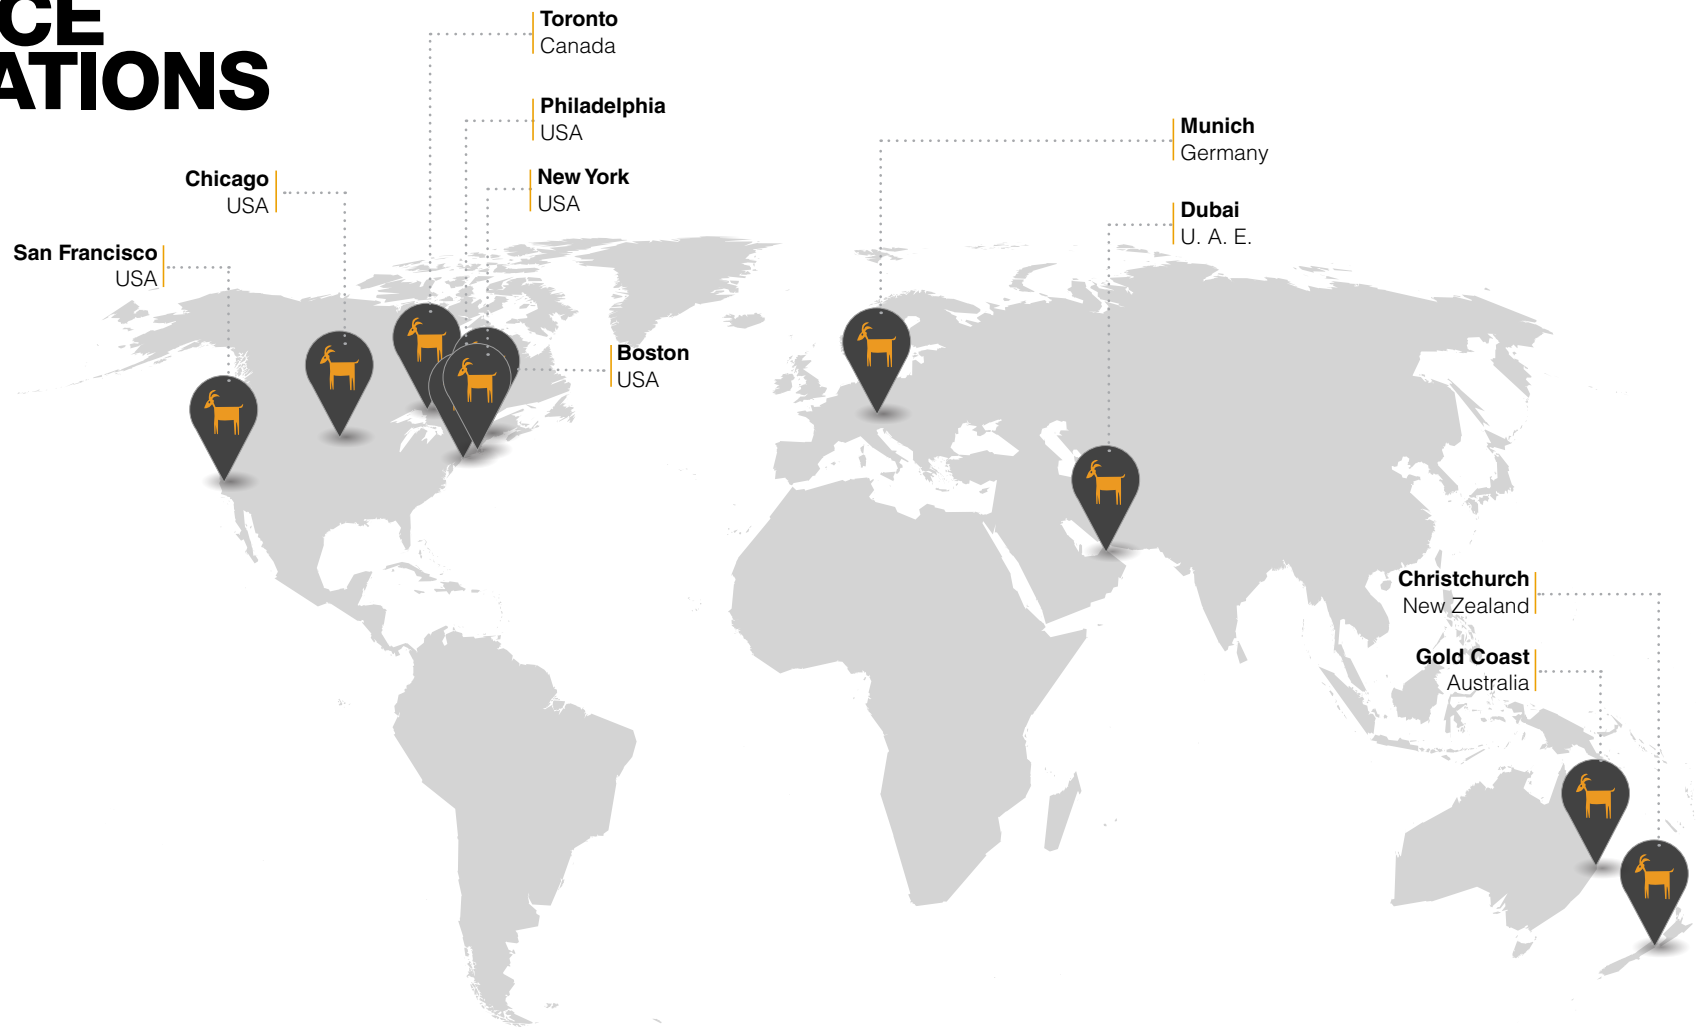 CE
ATIONS
Toronto
Canada
Philadelphia
USA
New York
USA
Chicago
USA
San Francisco
USA
Boston
USA
Munich
Germany
Dubai
U. A. E.
Christchurch
New Zealand
Gold Coast
Australia